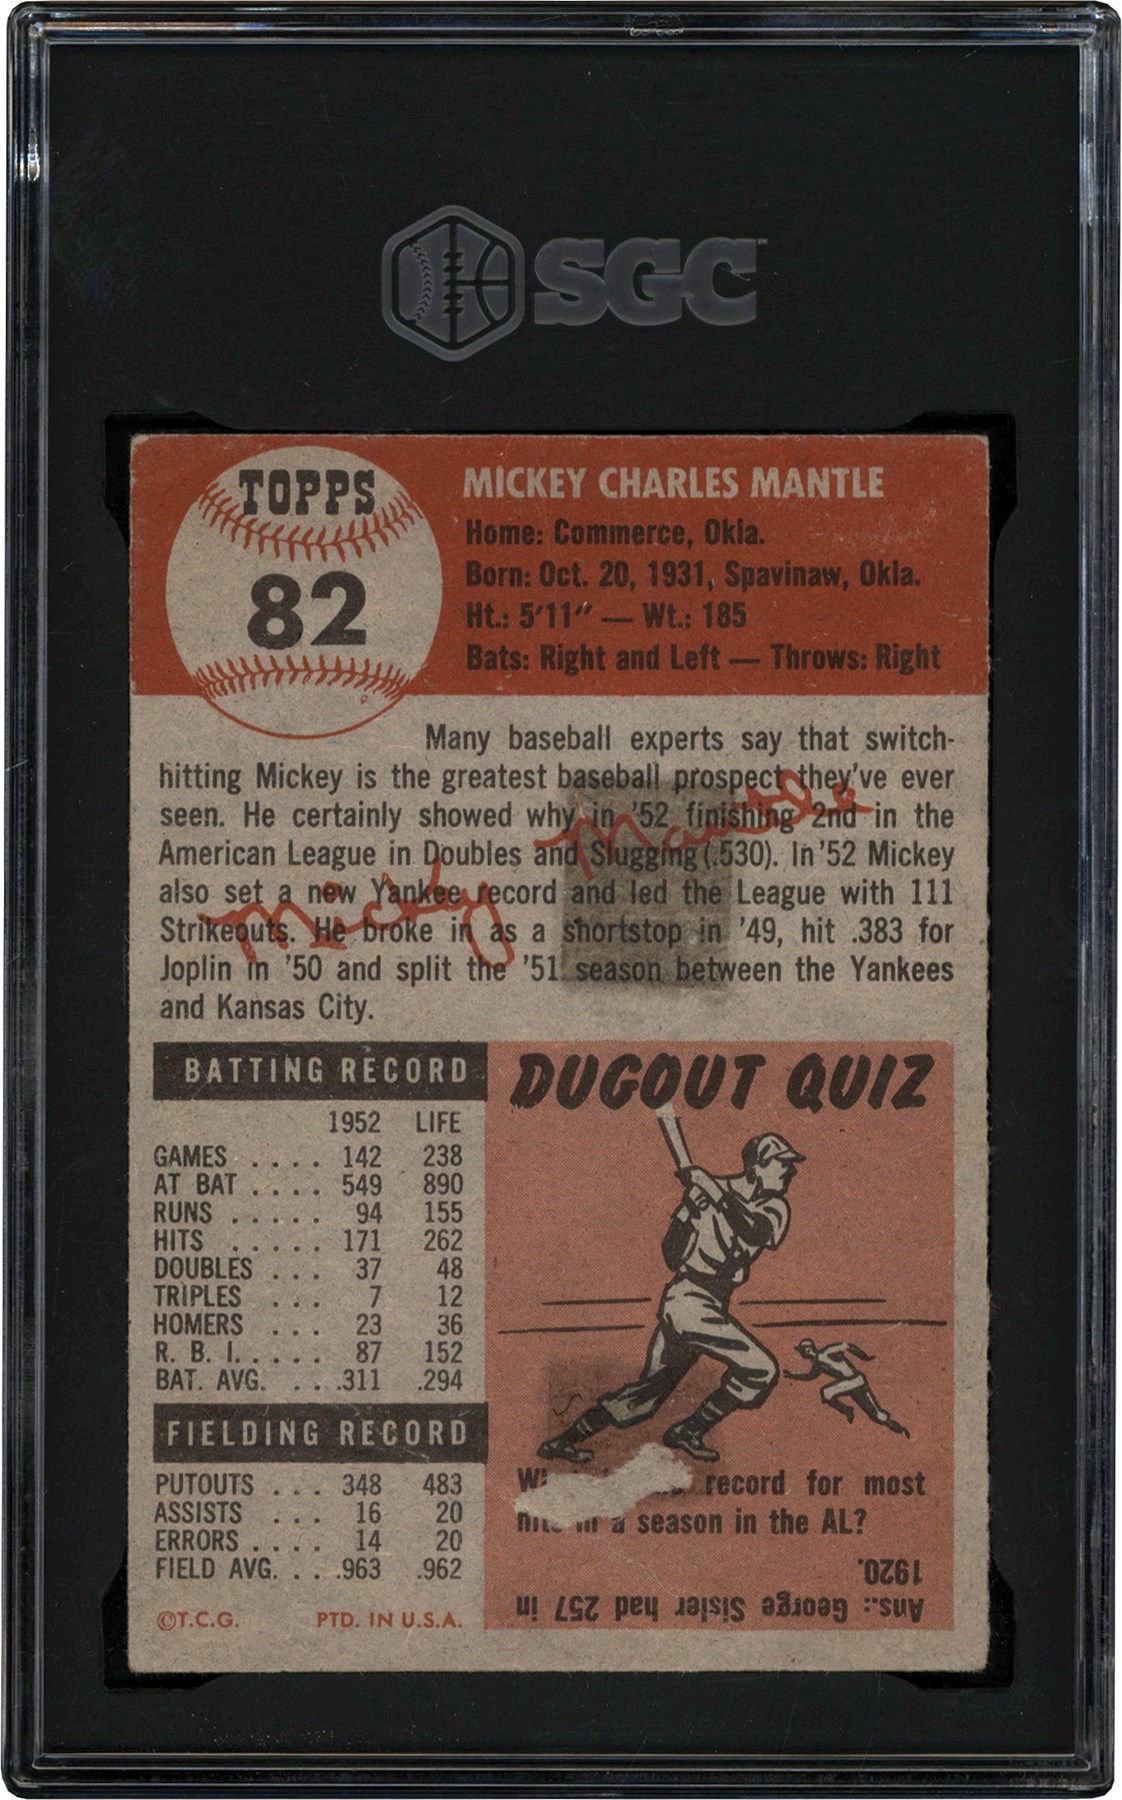 SGC
TOPPS
82
MICKEY CHARLES MANTLE
Home: Commerce, Okla.
Born: Oct. 20, 1931, Spavinaw, Okla.
Ht.: 5'11" — Wt.: 185
Bats: Right and Left — Throws: Right
Many baseball experts say that switch-
hitting Mickey is the greatest baseball prospect they've ever
seen. He certainly showed why in '52 finishing 2nd in the
American League in Doubles and Slugging (.530). In '52 Mickey
also set a new Yankee record and led the League with 111
Strikeouts. He broke in as a shortstop in '49, hit .383 for
Joplin in '50 and split the '51 season between the Yankees
and Kansas City.
Micky Mantle
BATTING RECORD
1952 LIFE
GAMES .... 142 238
AT BAT .... 549 890
RUNS ..... 94 155
HITS ..... 171 262
DOUBLES ... 37 48
TRIPLES ... 7 12
HOMERS ... 23 36
R. B. I. .... 87 152
BAT. AVG. ... .311 .294
FIELDING RECORD
PUTOUTS ... 348 483
ASSISTS ... 16 20
ERRORS .... 14 20
FIELD AVG. ... .963 .962
©T.C.G. PTD. IN U.S.A.
DUGOUT QUIZ
record for most
in a season in the AL?
Ans.: George Sisler had 257 in
1920.